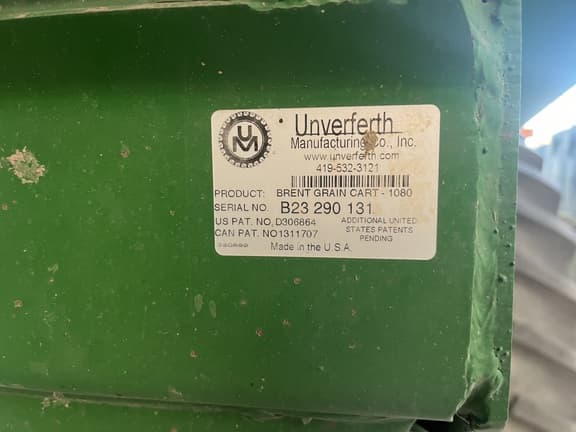 UM
Unverferth
Manufacturing Co., Inc.
www.unverferth.com
419-532-3121
PRODUCT: BRENT GRAIN CART - 1080
SERIAL NO. B23 290 131
US PAT. NO. D306864
CAN PAT. NO1311707
ADDITIONAL UNITED
STATES PATENTS
PENDING
Made in the U.S.A.